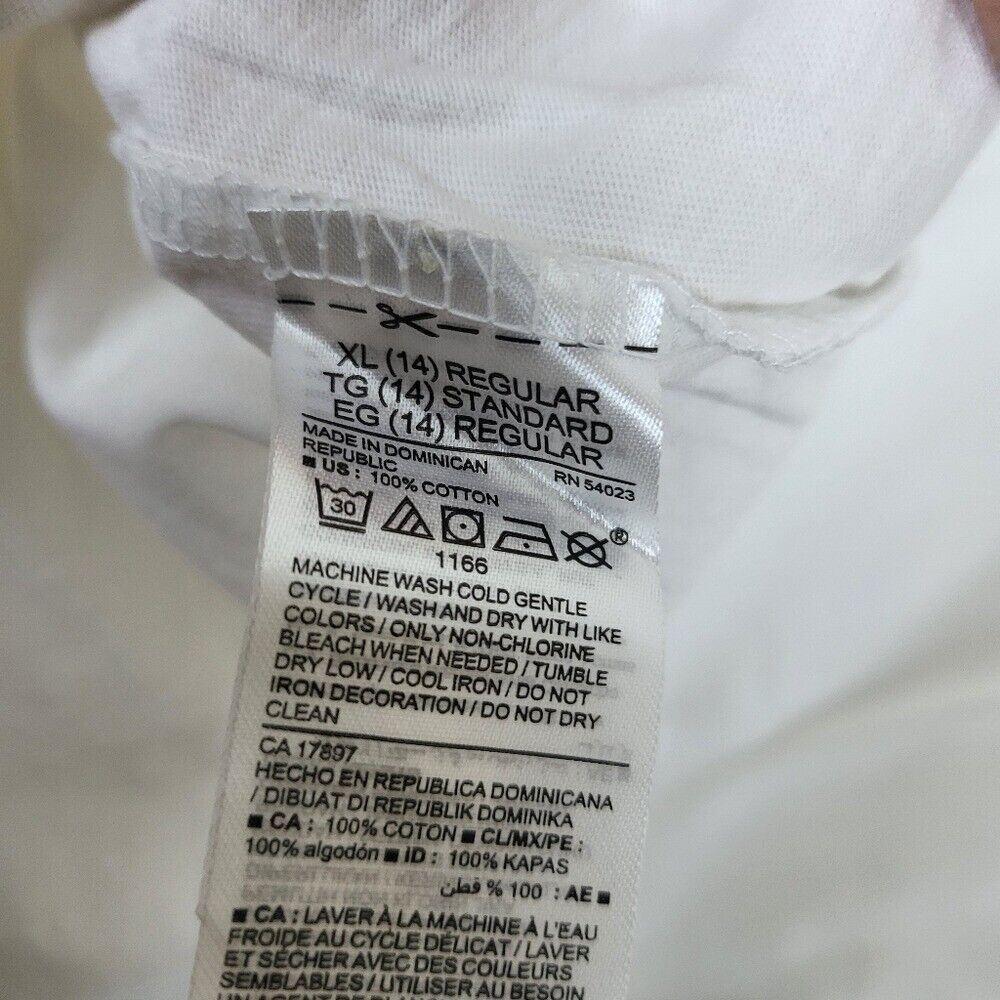 XL (14) REGULAR
TG (14) STANDARD
EG (14) REGULAR
MADE IN DOMINICAN
REPUBLIC
RN 54023
■ US : 100% COTTON
30
®
1166
MACHINE WASH COLD GENTLE
CYCLE / WASH AND DRY WITH LIKE
COLORS / ONLY NON-CHLORINE
BLEACH WHEN NEEDED / TUMBLE
DRY LOW / COOL IRON / DO NOT
IRON DECORATION / DO NOT DRY
CLEAN
CA 17897
HECHO EN REPUBLICA DOMINICANA
/ DIBUAT DI REPUBLIK DOMINIKA
■ CA : 100% COTON ■ CL/MX/PE :
100% algodón ■ ID : 100% KAPAS
■ AE : 100 % قطن
■ CA : LAVER À LA MACHINE À L'EAU
FROIDE AU CYCLE DÉLICAT / LAVER
ET SÉCHER AVEC DES COULEURS
SEMBLABLES / UTILISER AU BESOIN